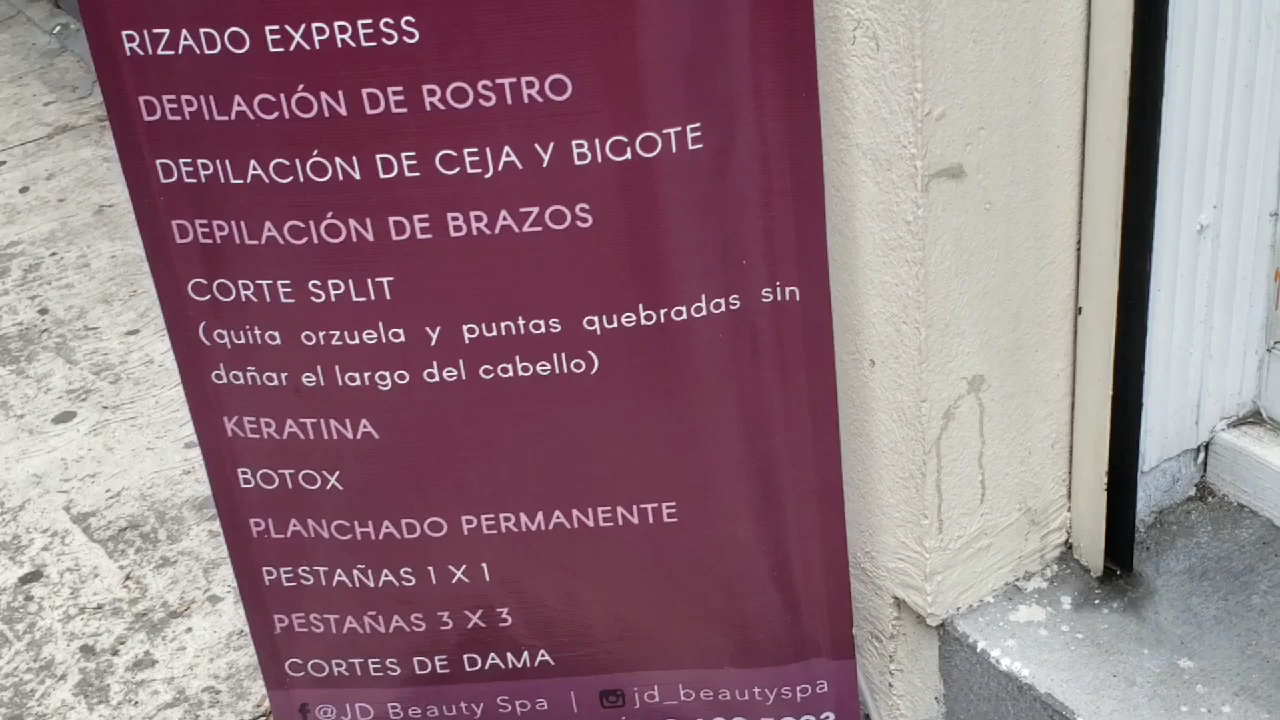 RIZADO EXPRESS
DEPILACIÓN DE ROSTRO
DEPILACIÓN DE CEJA Y BIGOTE
DEPILACIÓN DE BRAZOS
CORTE SPLIT
(quita orzuela y puntas quebradas sin
dañar el largo del cabello)
KERATINA
BOTOX
PLANCHADO PERMANENTE
PESTAÑAS 1 X 1
PESTAÑAS 3 X 3
CORTES DE DAMA
@JD Beauty Spa | jd_beautyspa